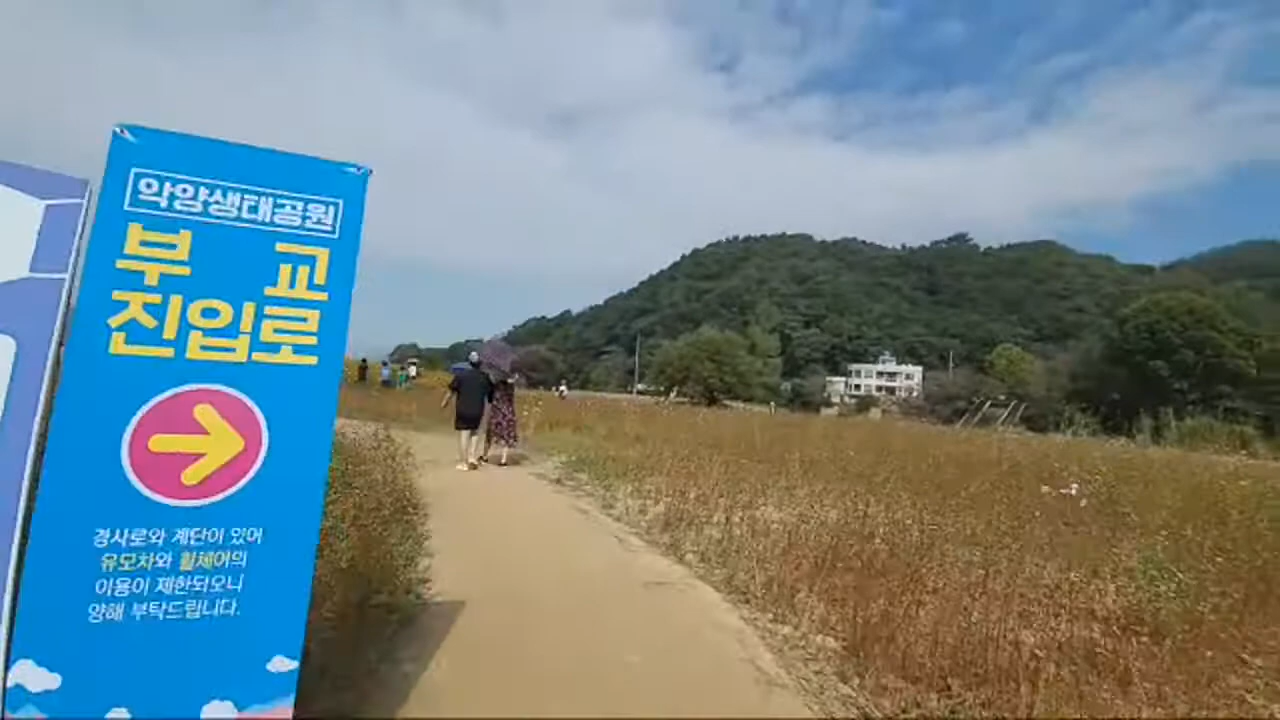 악양생태공원
부 교
진입로
경사로와 계단이 있어
유모차와 휠체어의
이용이 제한되오니
양해 부탁드립니다.